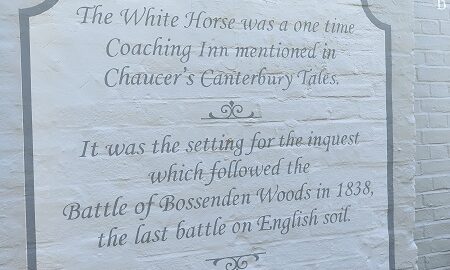 The White Horse was a one time
Coaching Inn mentioned in
Chaucer's Canterbury Tales.
It was the setting for the inquest
which followed the
Battle of Bossenden Woods in 1838,
the last battle on English soil.